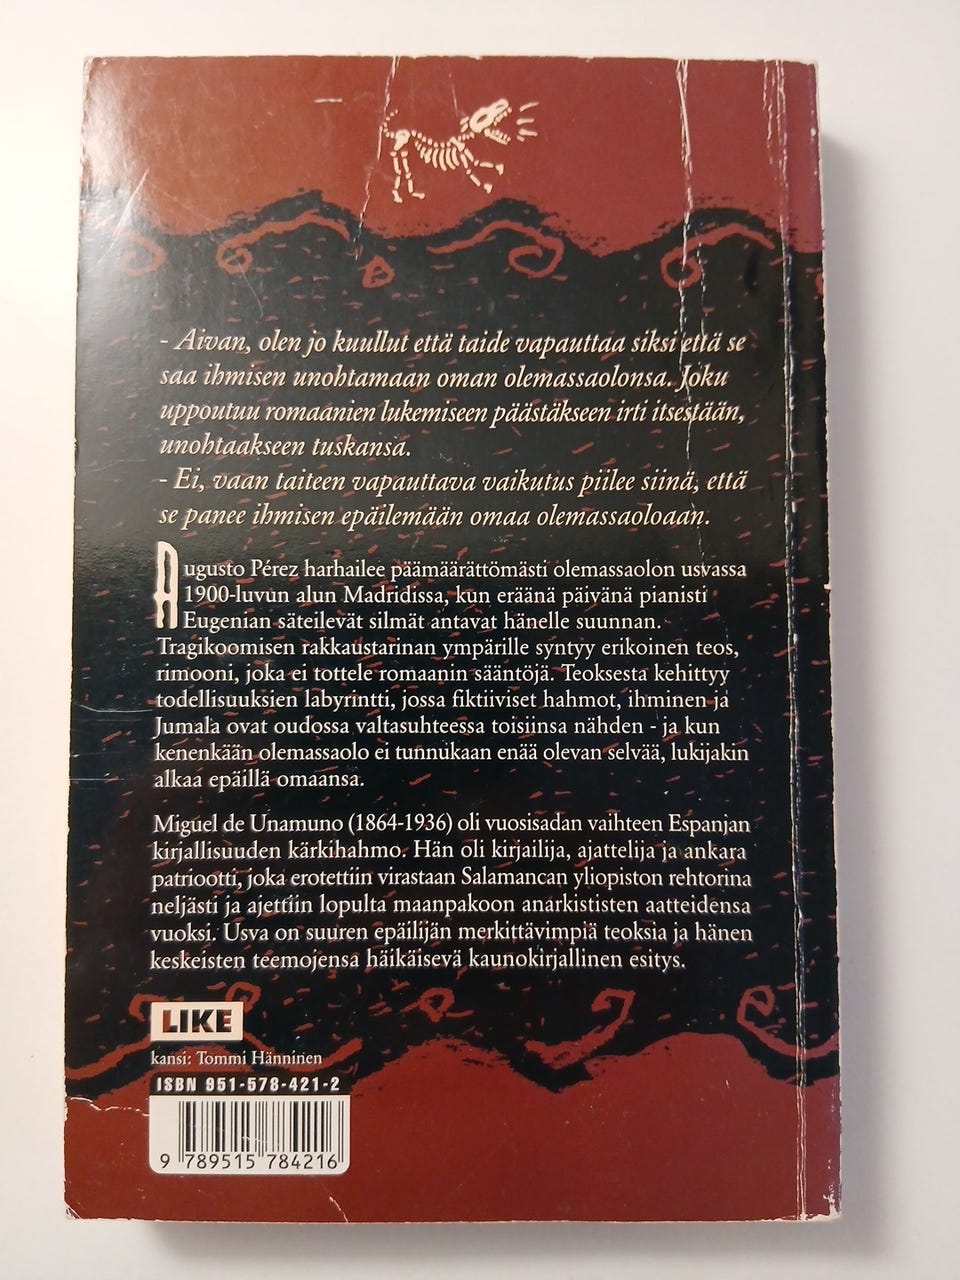 - Aivan, olen jo kuullut että taide vapauttaa siksi että se
saa ihmisen unohtamaan oman olemassaolonsa. Joku
uppoutuu romaanien lukemiseen päästäkseen irti itsestään,
unohtaakseen tuskansa.
- Ei, vaan taiteen vapauttava vaikutus piilee siinä, että
se panee ihmisen epäilemään omaa olemassaoloaan.
Augusto Pérez harhailee päämäärättömästi olemassaolon usvassa
1900-luvun alun Madridissa, kun eräänä päivänä pianisti
Eugenian säteilevät silmät antavat hänelle suunnan.
Tragikoomisen rakkaustarinan ympärille syntyy erikoinen teos,
rimooni, joka ei tottele romaanin sääntöjä. Teoksesta kehittyy
todellisuuksien labyrintti, jossa fiktiiviset hahmot, ihminen ja
Jumala ovat oudossa valtasuhteessa toisiinsa nähden - ja kun
kenenkään olemassaolo ei tunnukaan enää olevan selvää, lukijakin
alkaa epäillä omaansa.
Miguel de Unamuno (1864-1936) oli vuosisadan vaihteen Espanjan
kirjallisuuden kärkihahmo. Hän oli kirjailija, ajattelija ja ankara
patriootti, joka erotettiin virastaan Salamancan yliopiston rehtorina
neljästi ja ajettiin lopulta maanpakoon anarkististen aatteidensa
vuoksi. Usva on suuren epäilijän merkittävimpiä teoksia ja hänen
keskeisten teemojensa häikäisevä kaunokirjallinen esitys.
LIKE
kansi: Tommi Hänninen
ISBN 951-578-421-2
9 789515 784216